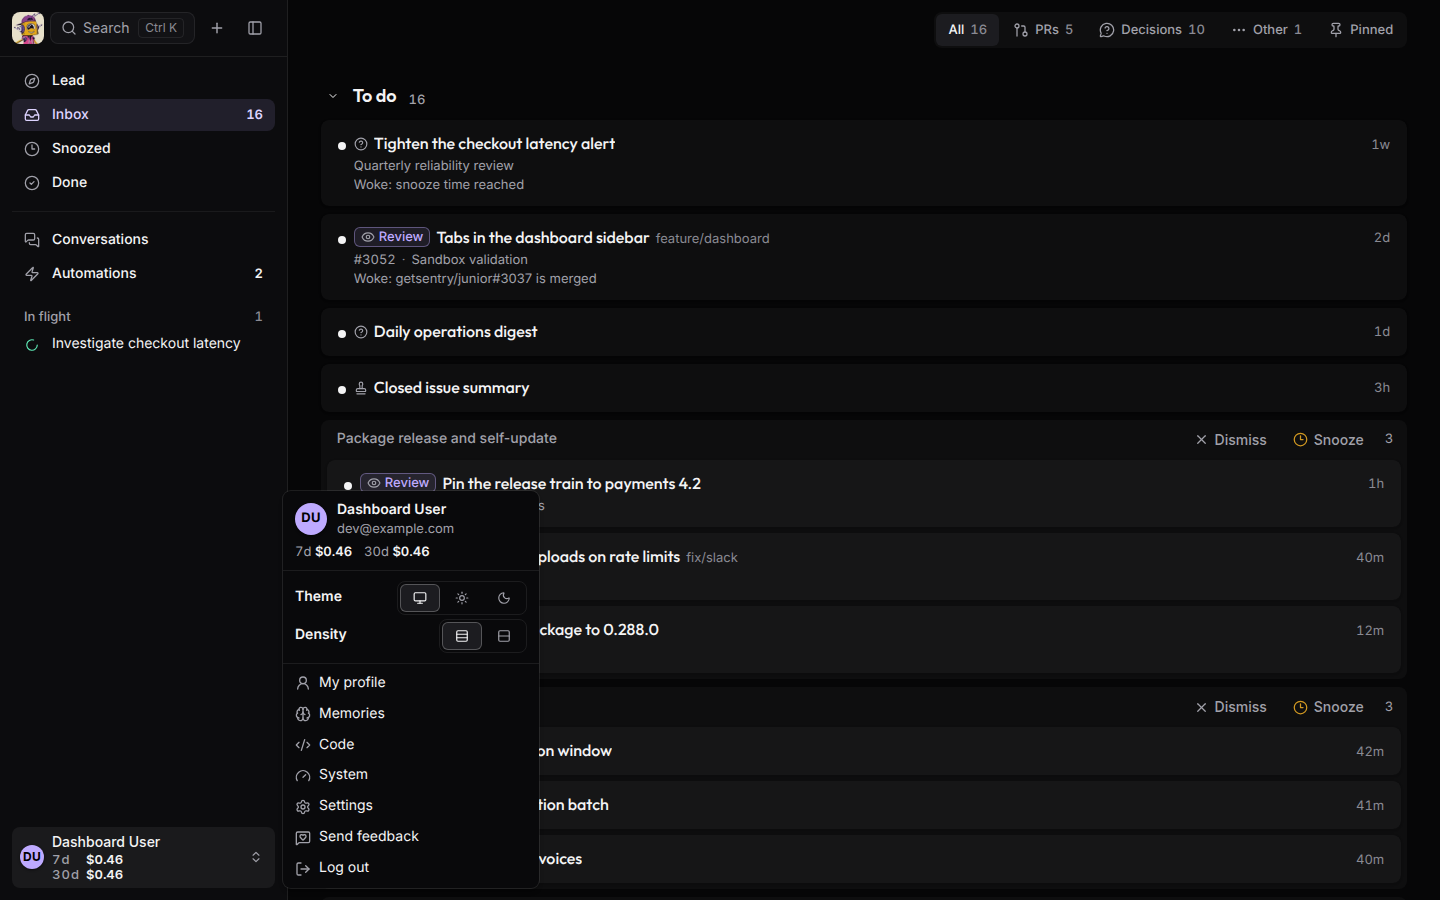 Search Ctrl K
Lead
Inbox 16
Snoozed
Done
Conversations
Automations 2
In flight 1
Investigate checkout latency
DU Dashboard User
7d $0.46
30d $0.46
All 16 PRs 5 Decisions 10 Other 1 Pinned
To do 16
Tighten the checkout latency alert 1w
Quarterly reliability review
Woke: snooze time reached
Review Tabs in the dashboard sidebar feature/dashboard 2d
#3052 · Sandbox validation
Woke: getsentry/junior#3037 is merged
Daily operations digest 1d
Closed issue summary 3h
Package release and self-update Dismiss Snooze 3
Review Pin the release train to payments 4.2 1h
s
ploads on rate limits fix/slack 40m
ckage to 0.288.0 12m
Dismiss Snooze 3
on window 42m
tion batch 41m
voices 40m
DU Dashboard User
dev@example.com
7d $0.46 30d $0.46
Theme
Density
My profile
Memories
Code
System
Settings
Send feedback
Log out